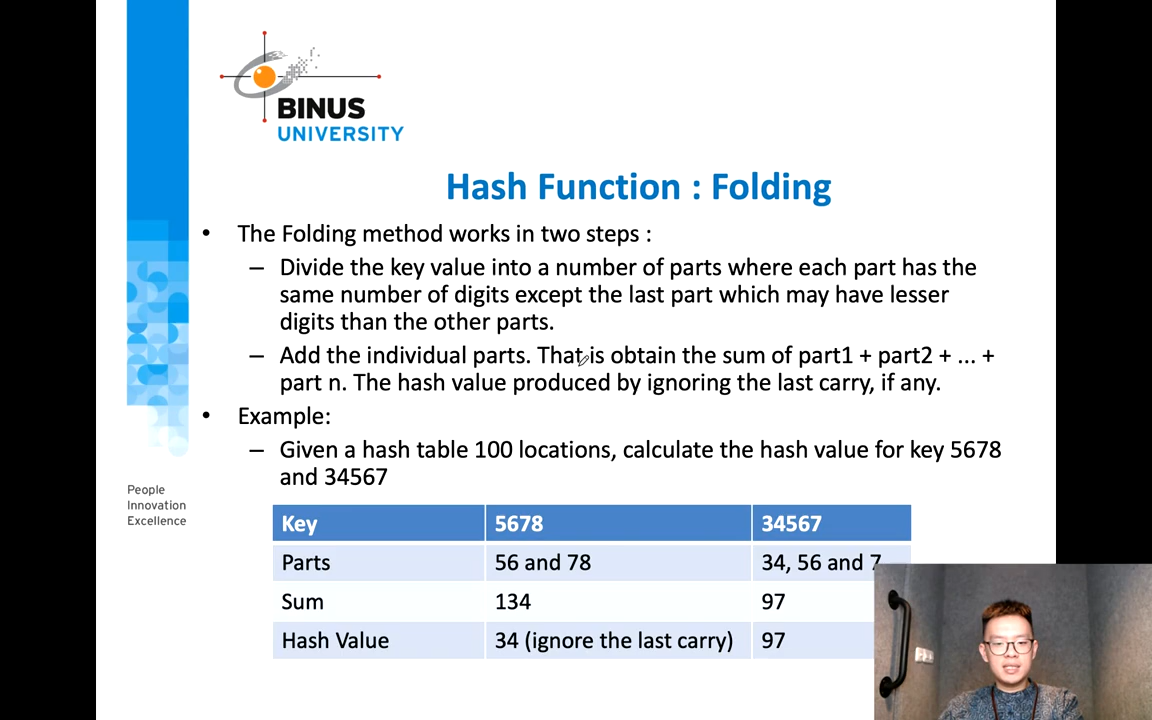 BINUS
UNIVERSITY
Hash Function : Folding
• The Folding method works in two steps :
– Divide the key value into a number of parts where each part has the
same number of digits except the last part which may have lesser
digits than the other parts.
– Add the individual parts. That is obtain the sum of part1 + part2 + ... +
part n. The hash value produced by ignoring the last carry, if any.
• Example:
– Given a hash table 100 locations, calculate the hash value for key 5678
and 34567
People
Innovation
Excellence
Key 5678 34567
Parts 56 and 78 34, 56 and 7
Sum 134 97
Hash Value 34 (ignore the last carry) 97